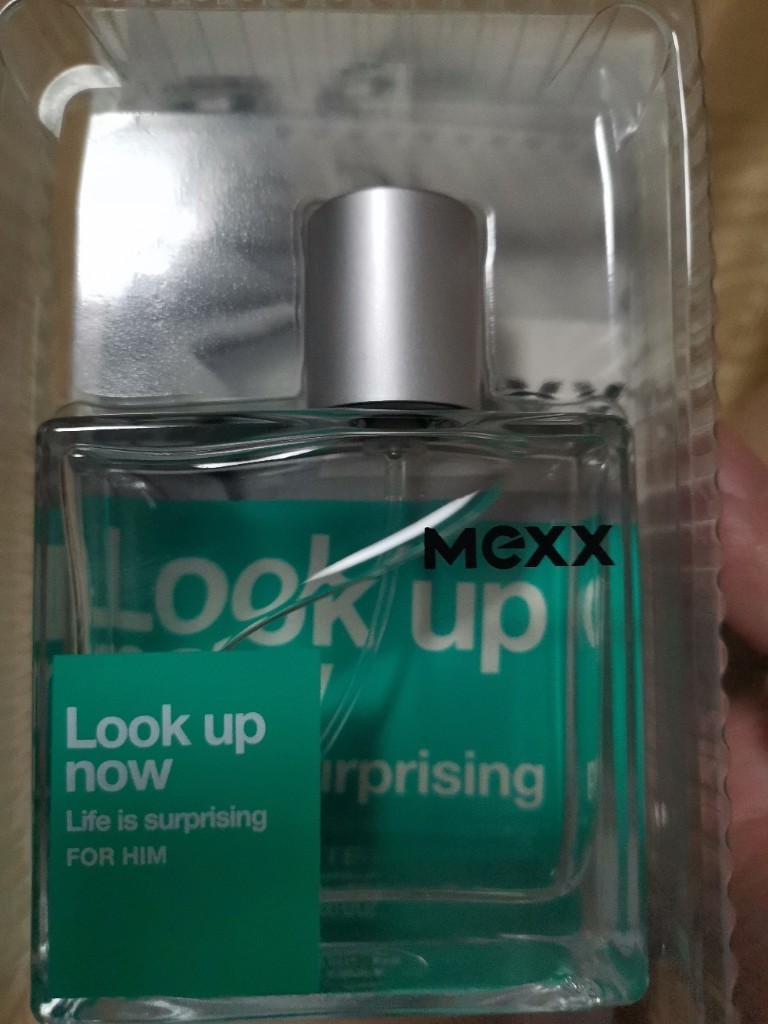 mexx
Look up
urprising
Look up
now
Life is surprising
FOR HIM